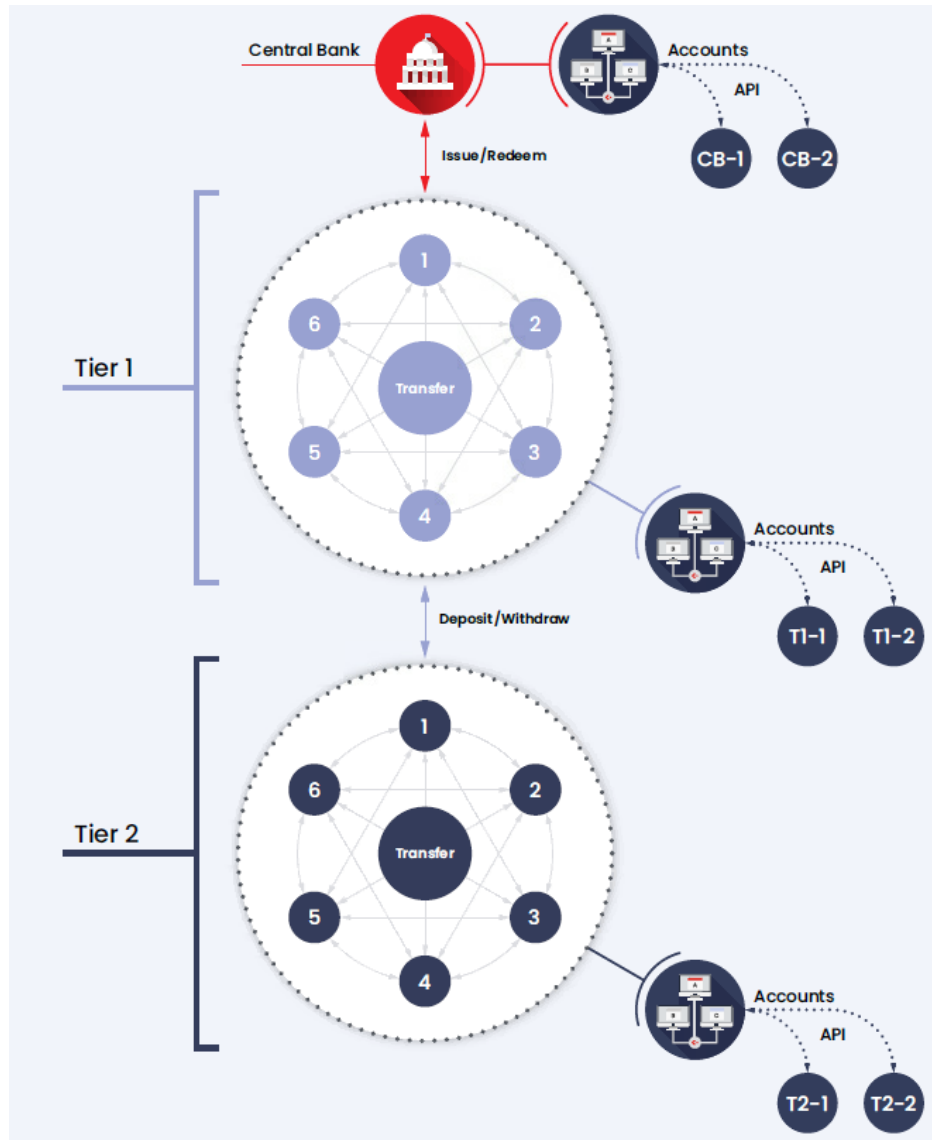 Central Bank
A
B
C
Accounts
API
CB-1
CB-2
Issue/Redeem
Tier 1
1
6
2
Transfer
5
3
4
A
B
C
Accounts
API
T1-1
T1-2
Deposit/Withdraw
Tier 2
1
6
2
Transfer
5
3
4
A
B
C
Accounts
API
T2-1
T2-2